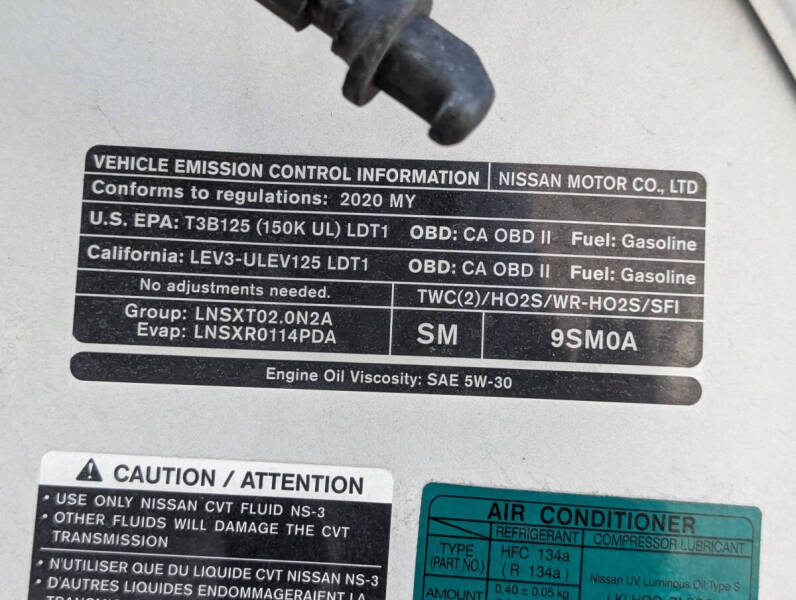 VEHICLE EMISSION CONTROL INFORMATION NISSAN MOTOR CO., LTD
Conforms to regulations: 2020 MY
U.S. EPA: T3B125 (150K UL) LDT1 OBD: CA OBD II Fuel: Gasoline
California: LEV3-ULEV125 LDT1 OBD: CA OBD II Fuel: Gasoline
No adjustments needed. TWC(2)/HO2S/WR-HO2S/SFI
Group: LNSXT02.0N2A
Evap: LNSXR0114PDA
SM 9SM0A
Engine Oil Viscosity: SAE 5W-30
CAUTION / ATTENTION
• USE ONLY NISSAN CVT FLUID NS-3
• OTHER FLUIDS WILL DAMAGE THE CVT
TRANSMISSION
• N'UTILISER QUE DU LIQUIDE CVT NISSAN NS-3
• D'AUTRES LIQUIDES ENDOMMAGERAIENT LA
AIR CONDITIONER
REFRIGERANT COMPRESSOR LUBRICANT
TYPE
(PART NO.)
HFC 134a
(R 134a)
Nissan UV Luminous Oil Type S
AMOUNT 0.40 ± 0.05 kg